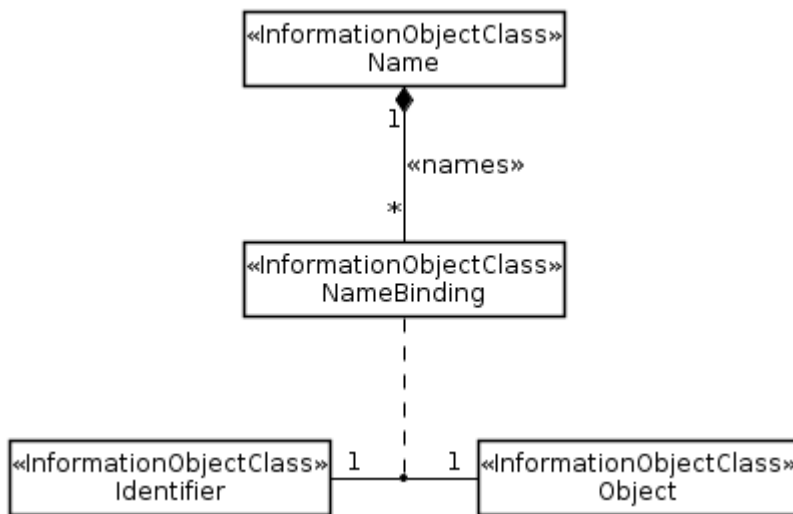 «InformationObjectClass»
Name
1
«names»
*
«InformationObjectClass»
NameBinding
«InformationObjectClass»
Identifier
1
1
«InformationObjectClass»
Object